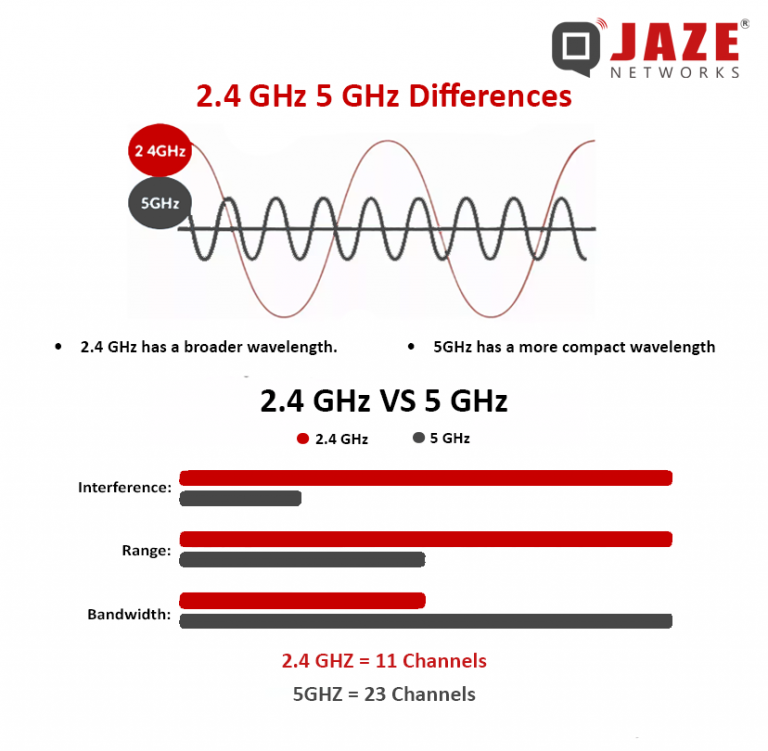 JAZE®
NETWORKS
2.4 GHz 5 GHz Differences
2 4GHz
5GHz
• 2.4 GHz has a broader wavelength.
• 5GHz has a more compact wavelength
2.4 GHz VS 5 GHz
2.4 GHz
5 GHz
Interference:
Range:
Bandwidth:
2.4 GHZ = 11 Channels
5GHZ = 23 Channels